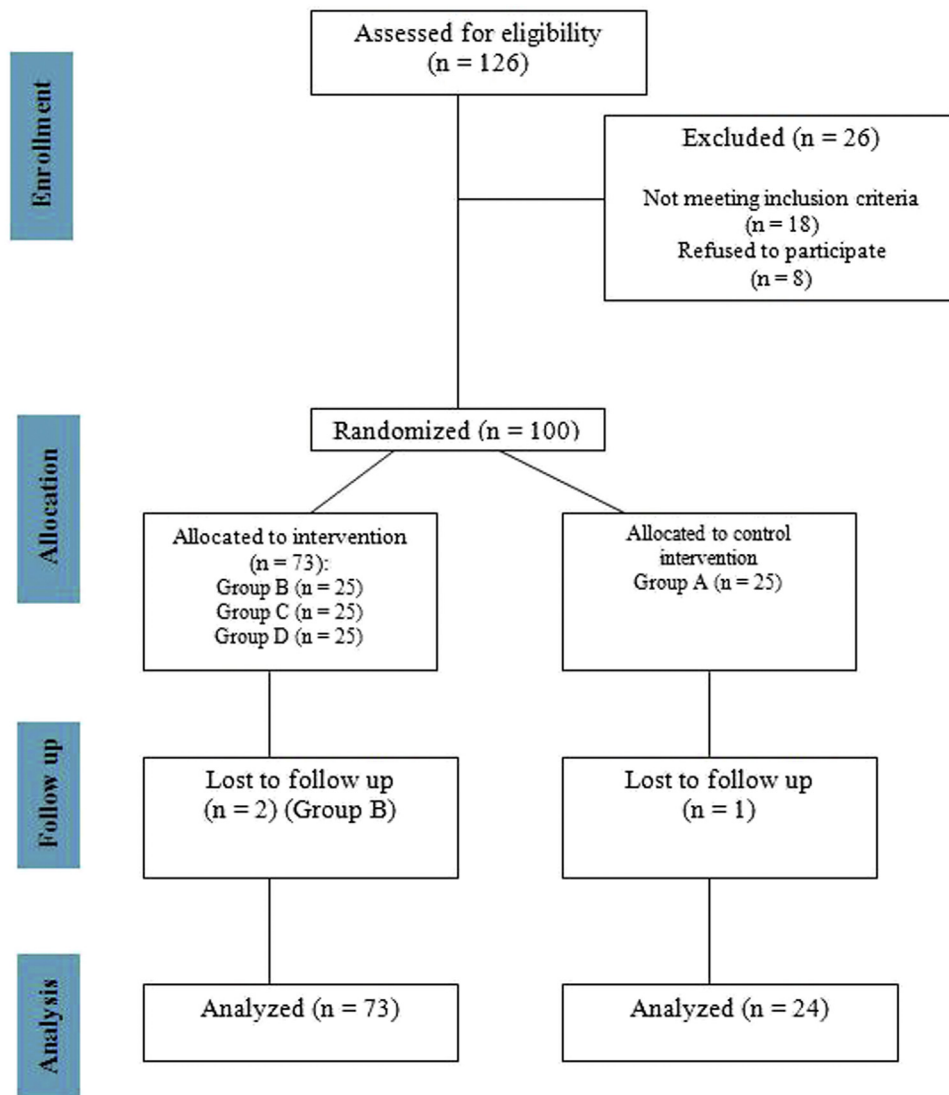 Enrollment
Assessed for eligibility
(n = 126)
Excluded (n = 26)
Not meeting inclusion criteria
(n = 18)
Refused to participate
(n = 8)
Allocation
Randomized (n = 100)
Allocated to intervention
(n = 73):
Group B (n = 25)
Group C (n = 25)
Group D (n = 25)
Allocated to control
intervention
Group A (n = 25)
Follow up
Lost to follow up
(n = 2) (Group B)
Lost to follow up
(n = 1)
Analysis
Analyzed (n = 73)
Analyzed (n = 24)